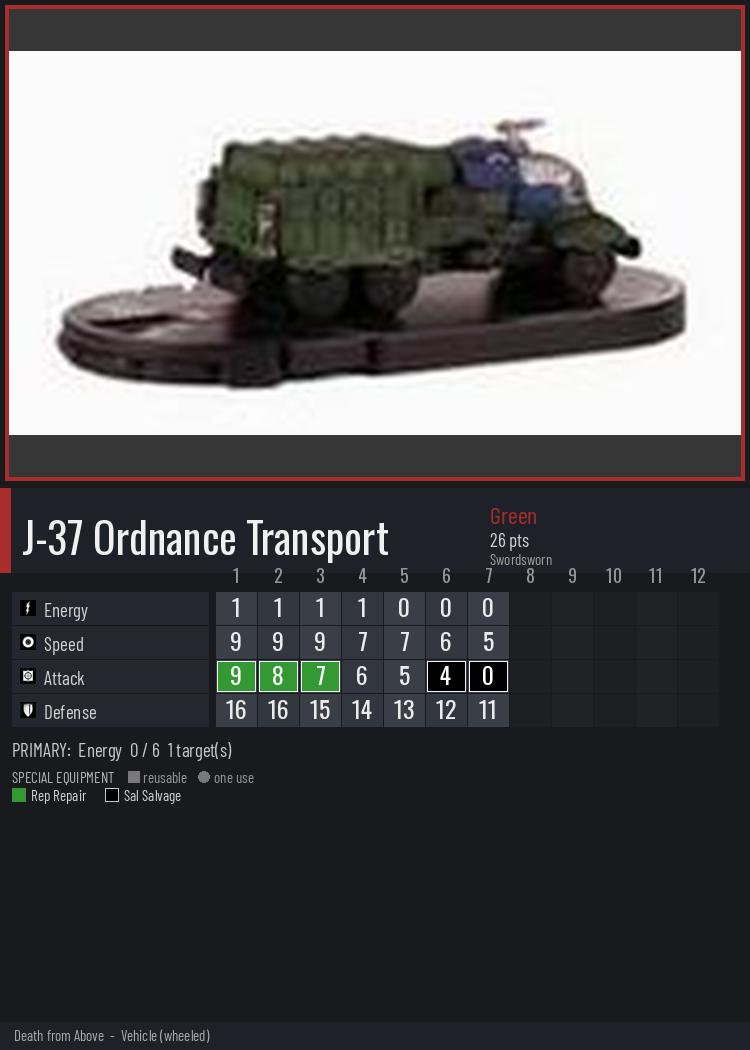 J-37 Ordnance Transport
Green
26 pts
Swordsworn
1 2 3 4 5 6 7 8 9 10 11 12
Energy 1 1 1 1 0 0 0
Speed 9 9 9 7 7 6 5
Attack 9 8 7 6 5 4 0
Defense 16 16 15 14 13 12 11
PRIMARY: Energy 0 / 6 1 target(s)
SPECIAL EQUIPMENT reusable one use
Rep Repair Sal Salvage
Death from Above - Vehicle (wheeled)